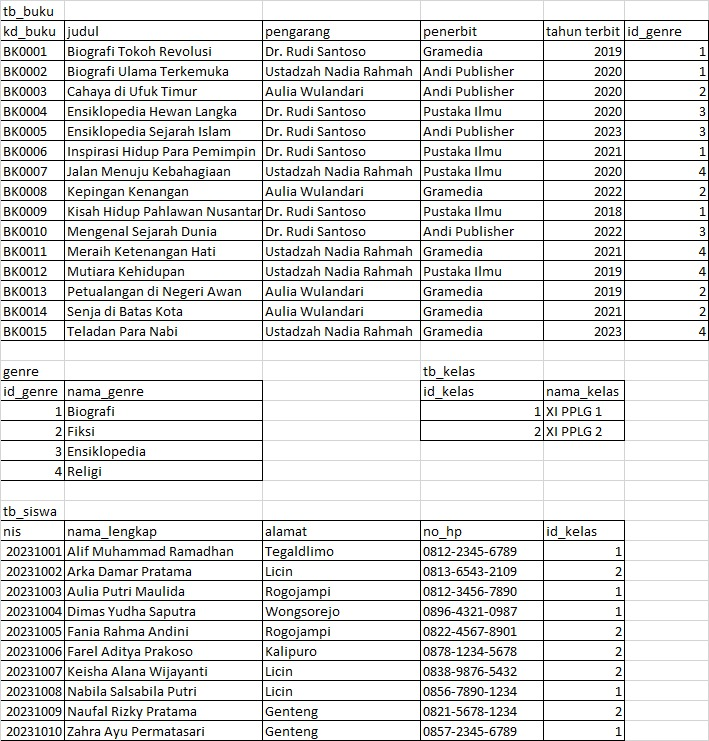 tb_buku
kd_buku judul pengarang penerbit tahun terbit id_genre
BK0001 Biografi Tokoh Revolusi Dr. Rudi Santoso Gramedia 2019 1
BK0002 Biografi Ulama Terkemuka Ustadzah Nadia Rahmah Andi Publisher 2020 1
BK0003 Cahaya di Ufuk Timur Aulia Wulandari Andi Publisher 2020 2
BK0004 Ensiklopedia Hewan Langka Dr. Rudi Santoso Pustaka Ilmu 2020 3
BK0005 Ensiklopedia Sejarah Islam Dr. Rudi Santoso Andi Publisher 2023 3
BK0006 Inspirasi Hidup Para Pemimpin Dr. Rudi Santoso Pustaka Ilmu 2021 1
BK0007 Jalan Menuju Kebahagiaan Ustadzah Nadia Rahmah Pustaka Ilmu 2020 4
BK0008 Kepingan Kenangan Aulia Wulandari Gramedia 2022 2
BK0009 Kisah Hidup Pahlawan Nusantar Dr. Rudi Santoso Pustaka Ilmu 2018 1
BK0010 Mengenal Sejarah Dunia Dr. Rudi Santoso Andi Publisher 2022 3
BK0011 Meraih Ketenangan Hati Ustadzah Nadia Rahmah Gramedia 2021 4
BK0012 Mutiara Kehidupan Ustadzah Nadia Rahmah Pustaka Ilmu 2019 4
BK0013 Petualangan di Negeri Awan Aulia Wulandari Gramedia 2019 2
BK0014 Senja di Batas Kota Aulia Wulandari Gramedia 2021 2
BK0015 Teladan Para Nabi Ustadzah Nadia Rahmah Gramedia 2023 4
genre tb_kelas
id_genre nama_genre id_kelas nama_kelas
1 Biografi 1 XI PPLG 1
2 Fiksi 2 XI PPLG 2
3 Ensiklopedia
4 Religi
tb_siswa
nis nama_lengkap alamat no_hp id_kelas
20231001 Alif Muhammad Ramadhan Tegaldlimo 0812-2345-6789 1
20231002 Arka Damar Pratama Licin 0813-6543-2109 2
20231003 Aulia Putri Maulida Rogojampi 0812-3456-7890 1
20231004 Dimas Yudha Saputra Wongsorejo 0896-4321-0987 1
20231005 Fania Rahma Andini Rogojampi 0822-4567-8901 2
20231006 Farel Aditya Prakoso Kalipuro 0878-1234-5678 2
20231007 Keisha Alana Wijayanti Licin 0838-9876-5432 2
20231008 Nabila Salsabila Putri Licin 0856-7890-1234 1
20231009 Naufal Rizky Pratama Genteng 0821-5678-1234 2
20231010 Zahra Ayu Permatasari Genteng 0857-2345-6789 1